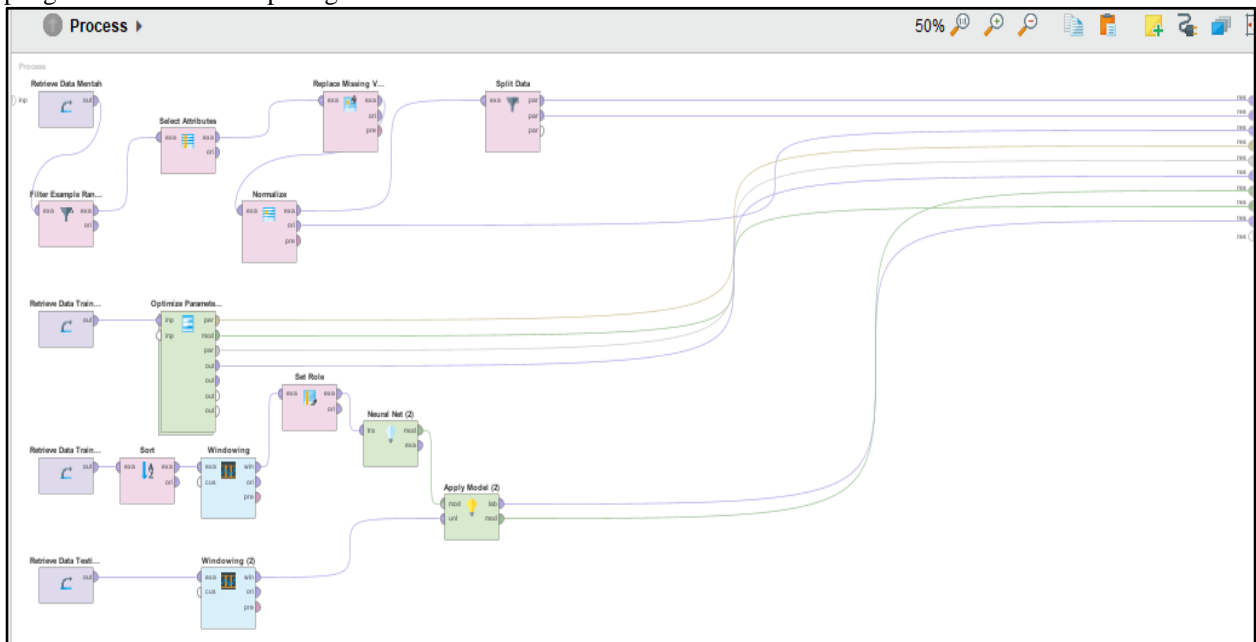 Process
50%
Process
inp
Retrieve Data Mentah
out
Select Attributes
exa exa
ori
Replace Missing V...
exa exa
ori
pre
Split Data
exa par
par
par
Filter Example Ran...
exa exa
ori
Normalize
exa exa
ori
pre
res
res
res
res
res
res
res
res
res
res
Retrieve Data Train...
out
Optimize Paramete...
inp per
inp mod
par
out
out
out
out
Set Role
exa exa
ori
Neural Net (2)
tra mod
exa
Retrieve Data Train...
out
Sort
exa exa
ori
Windowing
exa win
cus ori
pre
Apply Model (2)
mod lab
unl mod
Retrieve Data Testi...
out
Windowing (2)
exa win
cus ori
pre